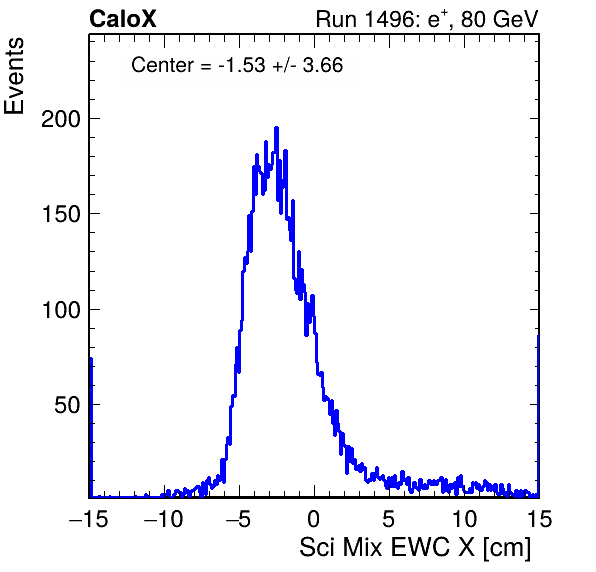 CaloX Run 1496: e⁺, 80 GeV
Center = -1.53 +/- 3.66
Events
200
150
100
50
−15 −10 −5 0 5 10 15
Sci Mix EWC X [cm]